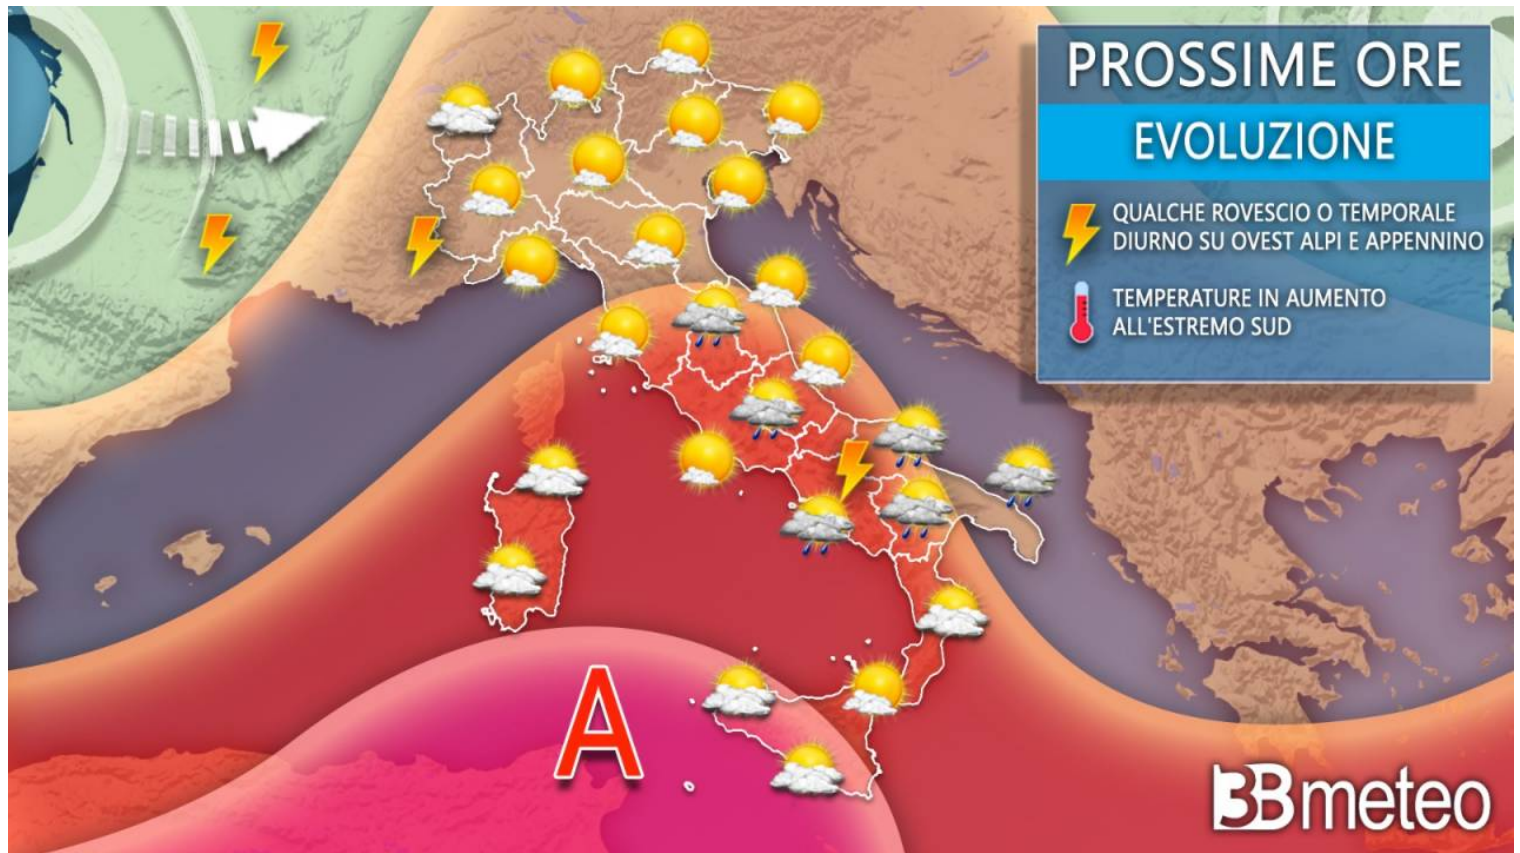 PROSSIME ORE
EVOLUZIONE
QUALCHE ROVESCIO O TEMPORALE
DIURNO SU OVEST ALPI E APPENNINO
TEMPERATURE IN AUMENTO
ALL'ESTREMO SUD
A
3Bmeteo